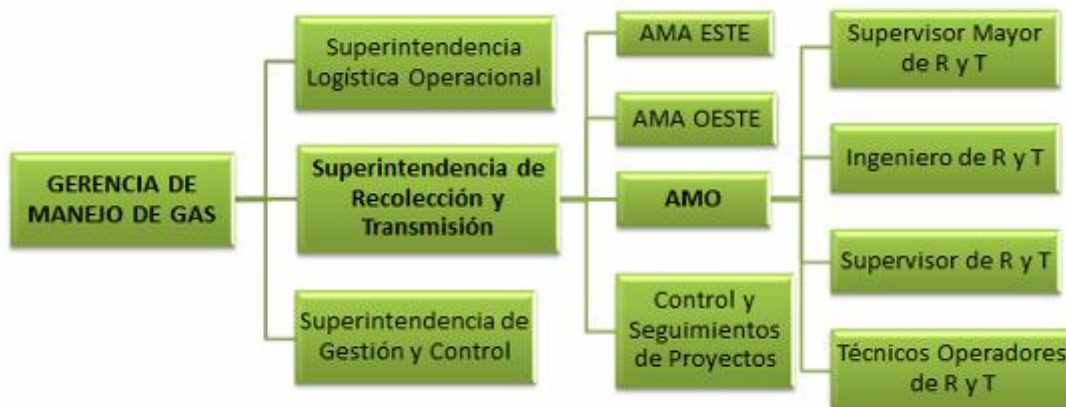 GERENCIA DE
MANEJO DE GAS
Superintendencia
Logística Operacional
Superintendencia de
Recolección y
Transmisión
Superintendencia de
Gestión y Control
AMA ESTE
AMA OESTE
AMO
Control y
Seguimientos
de Proyectos
Supervisor Mayor
de R y T
Ingeniero de R y T
Supervisor de R y T
Técnicos Operadores
de R y T